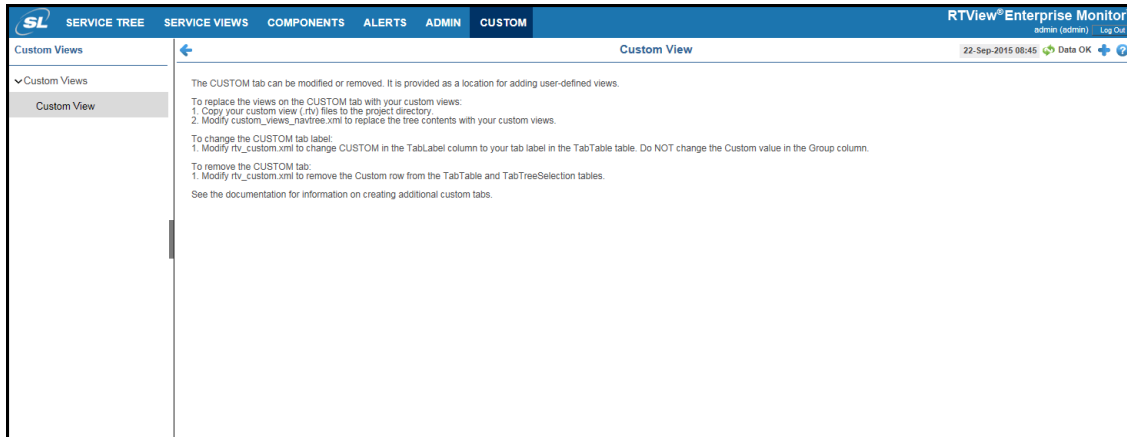 SL SERVICE TREE SERVICE VIEWS COMPONENTS ALERTS ADMIN CUSTOM RTView®Enterprise Monitor
admin (admin) Log Out
Custom Views Custom View 22-Sep-2015 08:45 Data OK
Custom Views
Custom View
The CUSTOM tab can be modified or removed. It is provided as a location for adding user-defined views.
To replace the views on the CUSTOM tab with your custom views:
1. Copy your custom view (.rtv) files to the project directory.
2. Modify custom_views_navtree.xml to replace the tree contents with your custom views.
To change the CUSTOM tab label:
1. Modify rtv_custom.xml to change CUSTOM in the TabLabel column to your tab label in the TabTable table. Do NOT change the Custom value in the Group column.
To remove the CUSTOM tab:
1. Modify rtv_custom.xml to remove the Custom row from the TabTable and TabTreeSelection tables.
See the documentation for information on creating additional custom tabs.